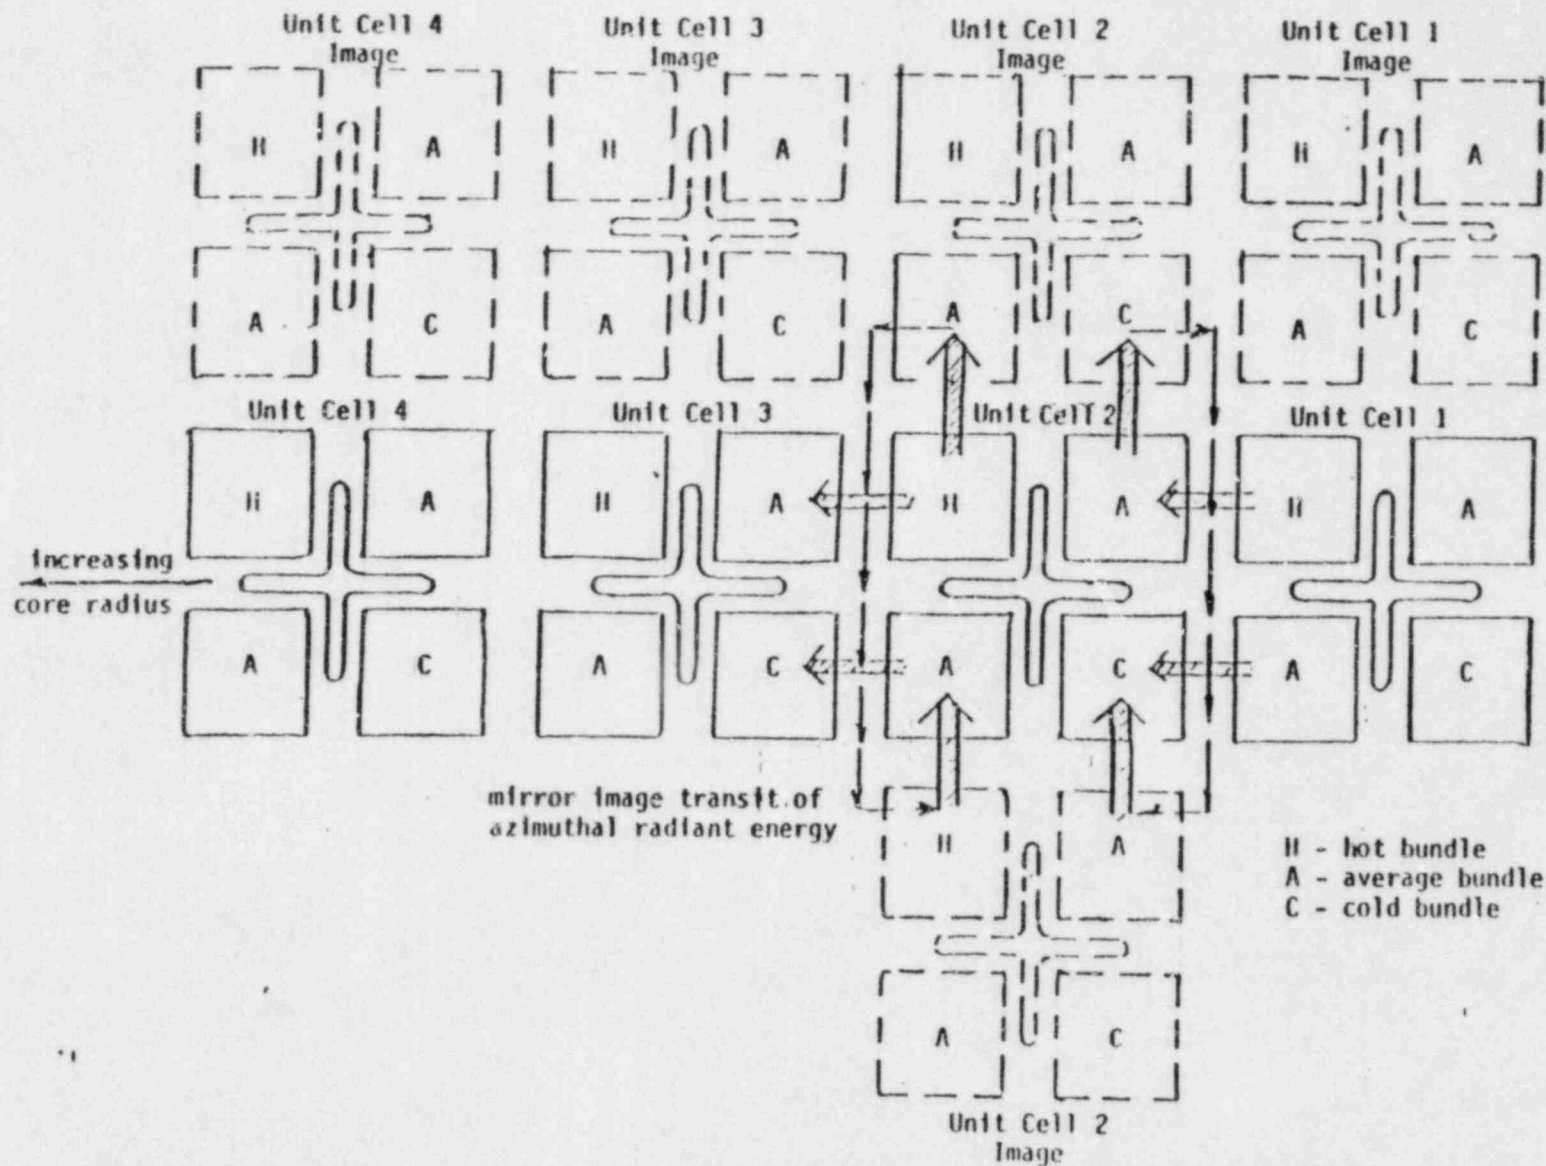 Unit Cell 4
Image
Unit Cell 3
Image
Unit Cell 2
Image
Unit Cell 1
Image
H A H A H A H A
A C A C A C A C
Unit Cell 4 Unit Cell 3 Unit Cell 2 Unit Cell 1
H A H A H A H A
increasing
core radius
A C A C A C A C
mirror image transit of
azimuthal radiant energy
H A
H - hot bundle
A - average bundle
C - cold bundle
A C
Unit Cell 2
Image